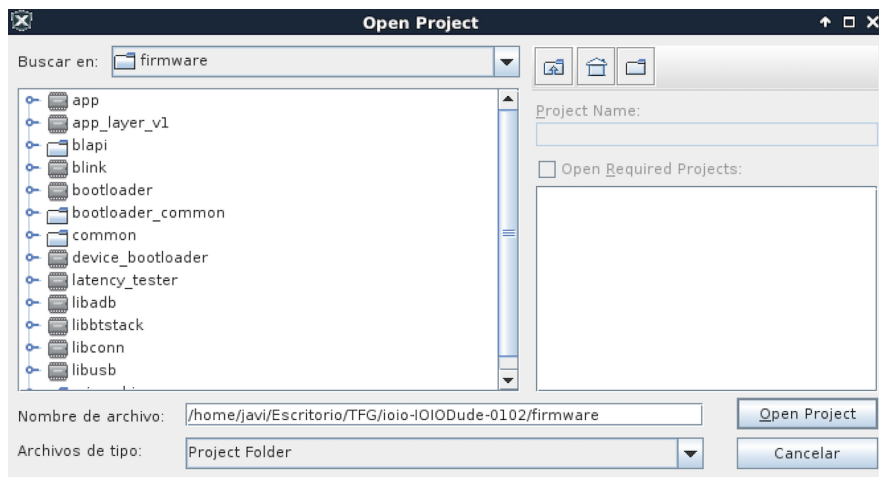 Open Project
Buscar en: firmware
app
app_layer_v1
blapi
blink
bootloader
bootloader_common
common
device_bootloader
latency_tester
libadb
libbtstack
libconn
libusb
Project Name:
Open Required Projects:
Nombre de archivo: /home/javi/Escritorio/TFG/ioio-IOIODude-0102/firmware
Open Project
Archivos de tipo: Project Folder
Cancelar